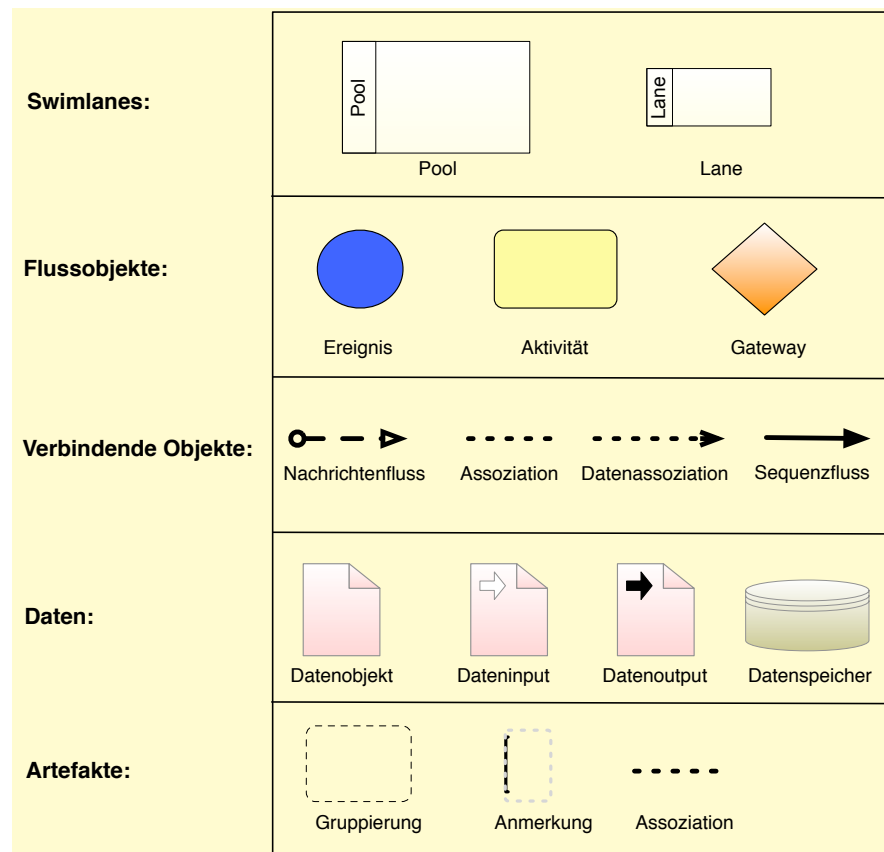 Swimlanes:
Pool
Lane
Pool
Lane
Flussobjekte:
Ereignis
Aktivität
Gateway
Verbindende Objekte:
Nachrichtenfluss
Assoziation
Datenassoziation
Sequenzfluss
Daten:
Datenobjekt
Dateninput
Datenoutput
Datenspeicher
Artefakte:
Gruppierung
Anmerkung
Assoziation